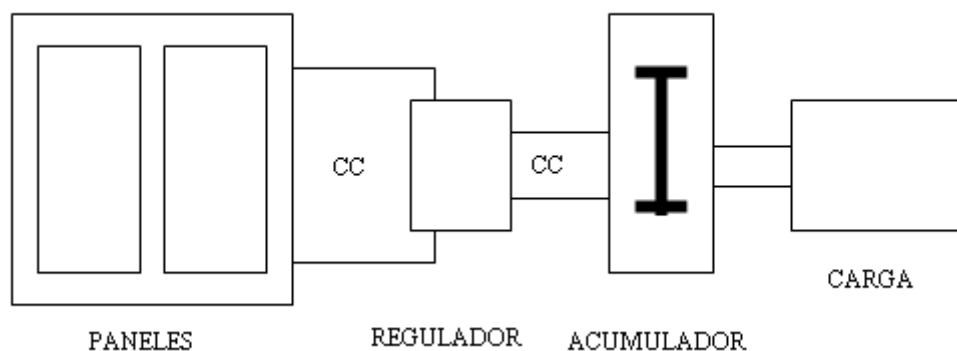 CC
CC
CARGA
PANELES
REGULADOR
ACUMULADOR